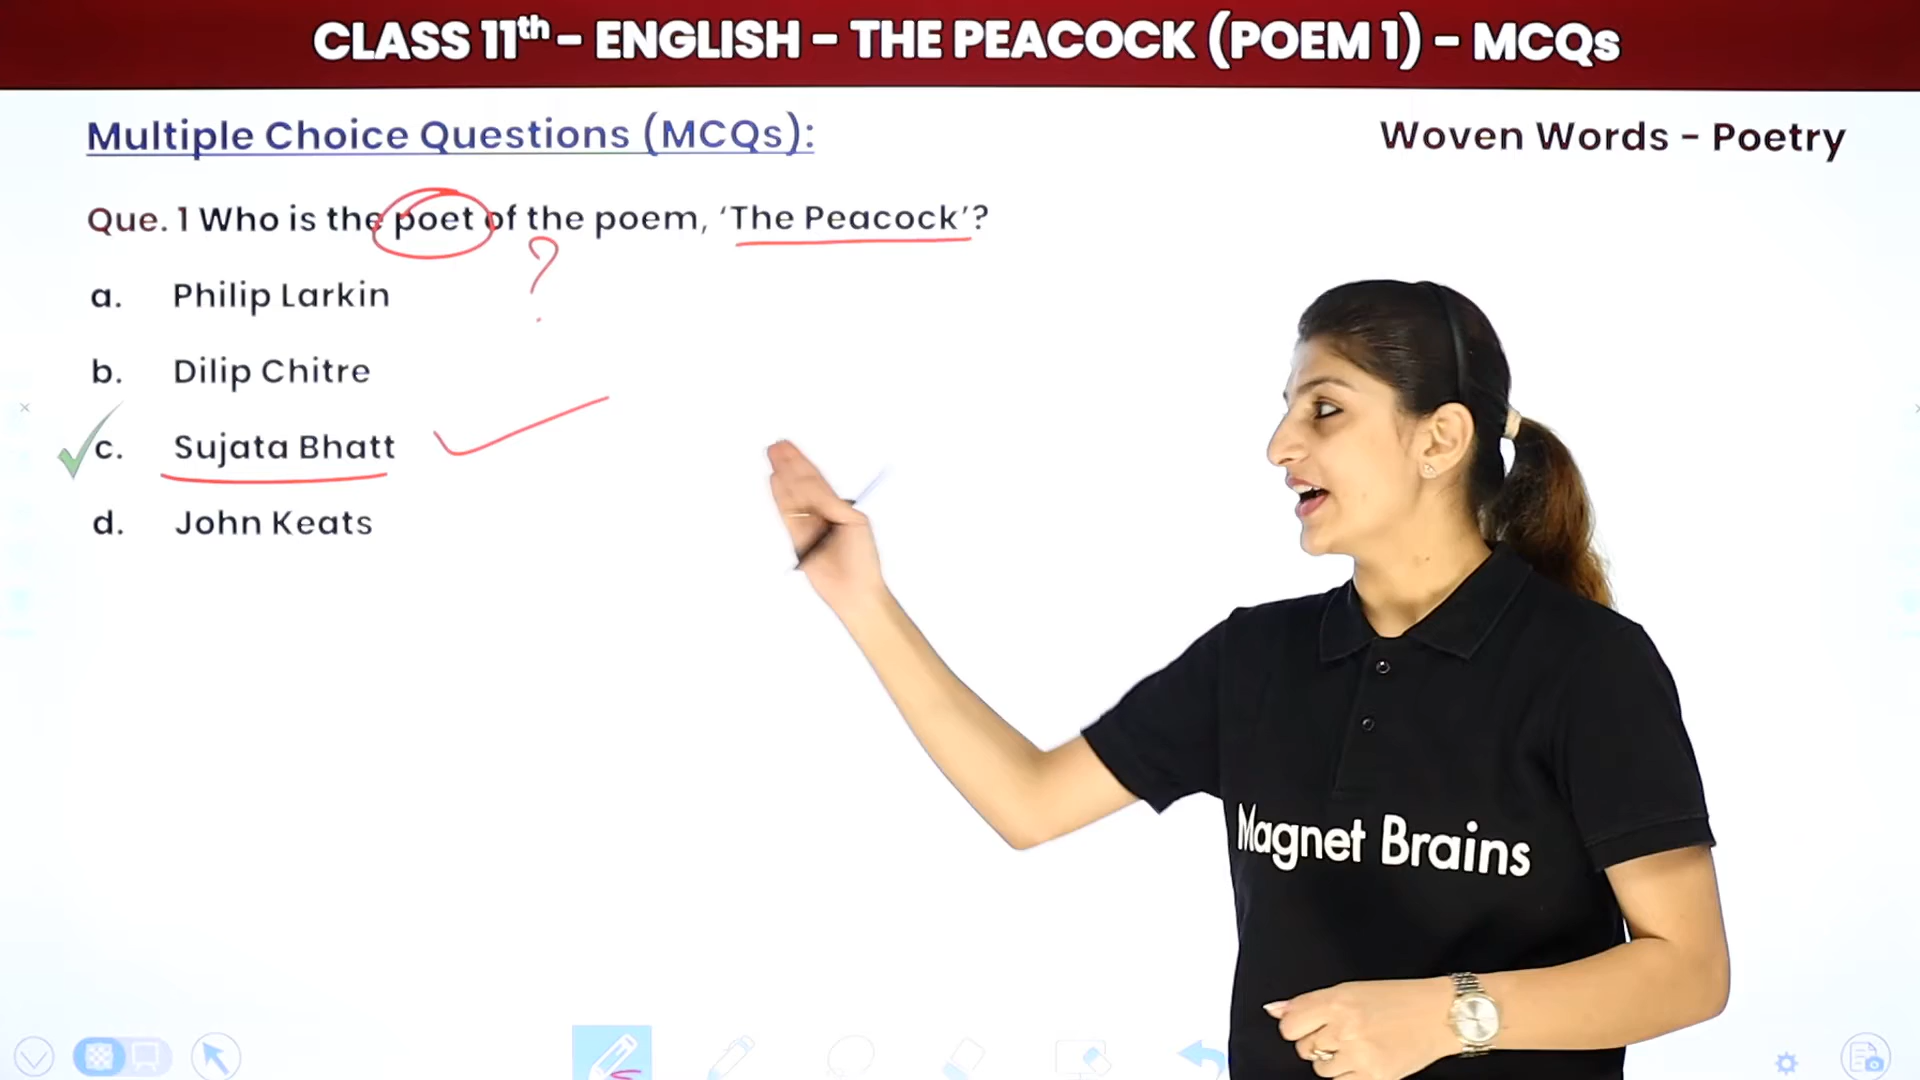 CLASS 11th - ENGLISH - THE PEACOCK (POEM 1) - MCQs
Multiple Choice Questions (MCQs):
Woven Words - Poetry
Que. 1 Who is the poet of the poem, ‘The Peacock’?
?
a. Philip Larkin
b. Dilip Chitre
c. Sujata Bhatt
d. John Keats
Magnet Brains